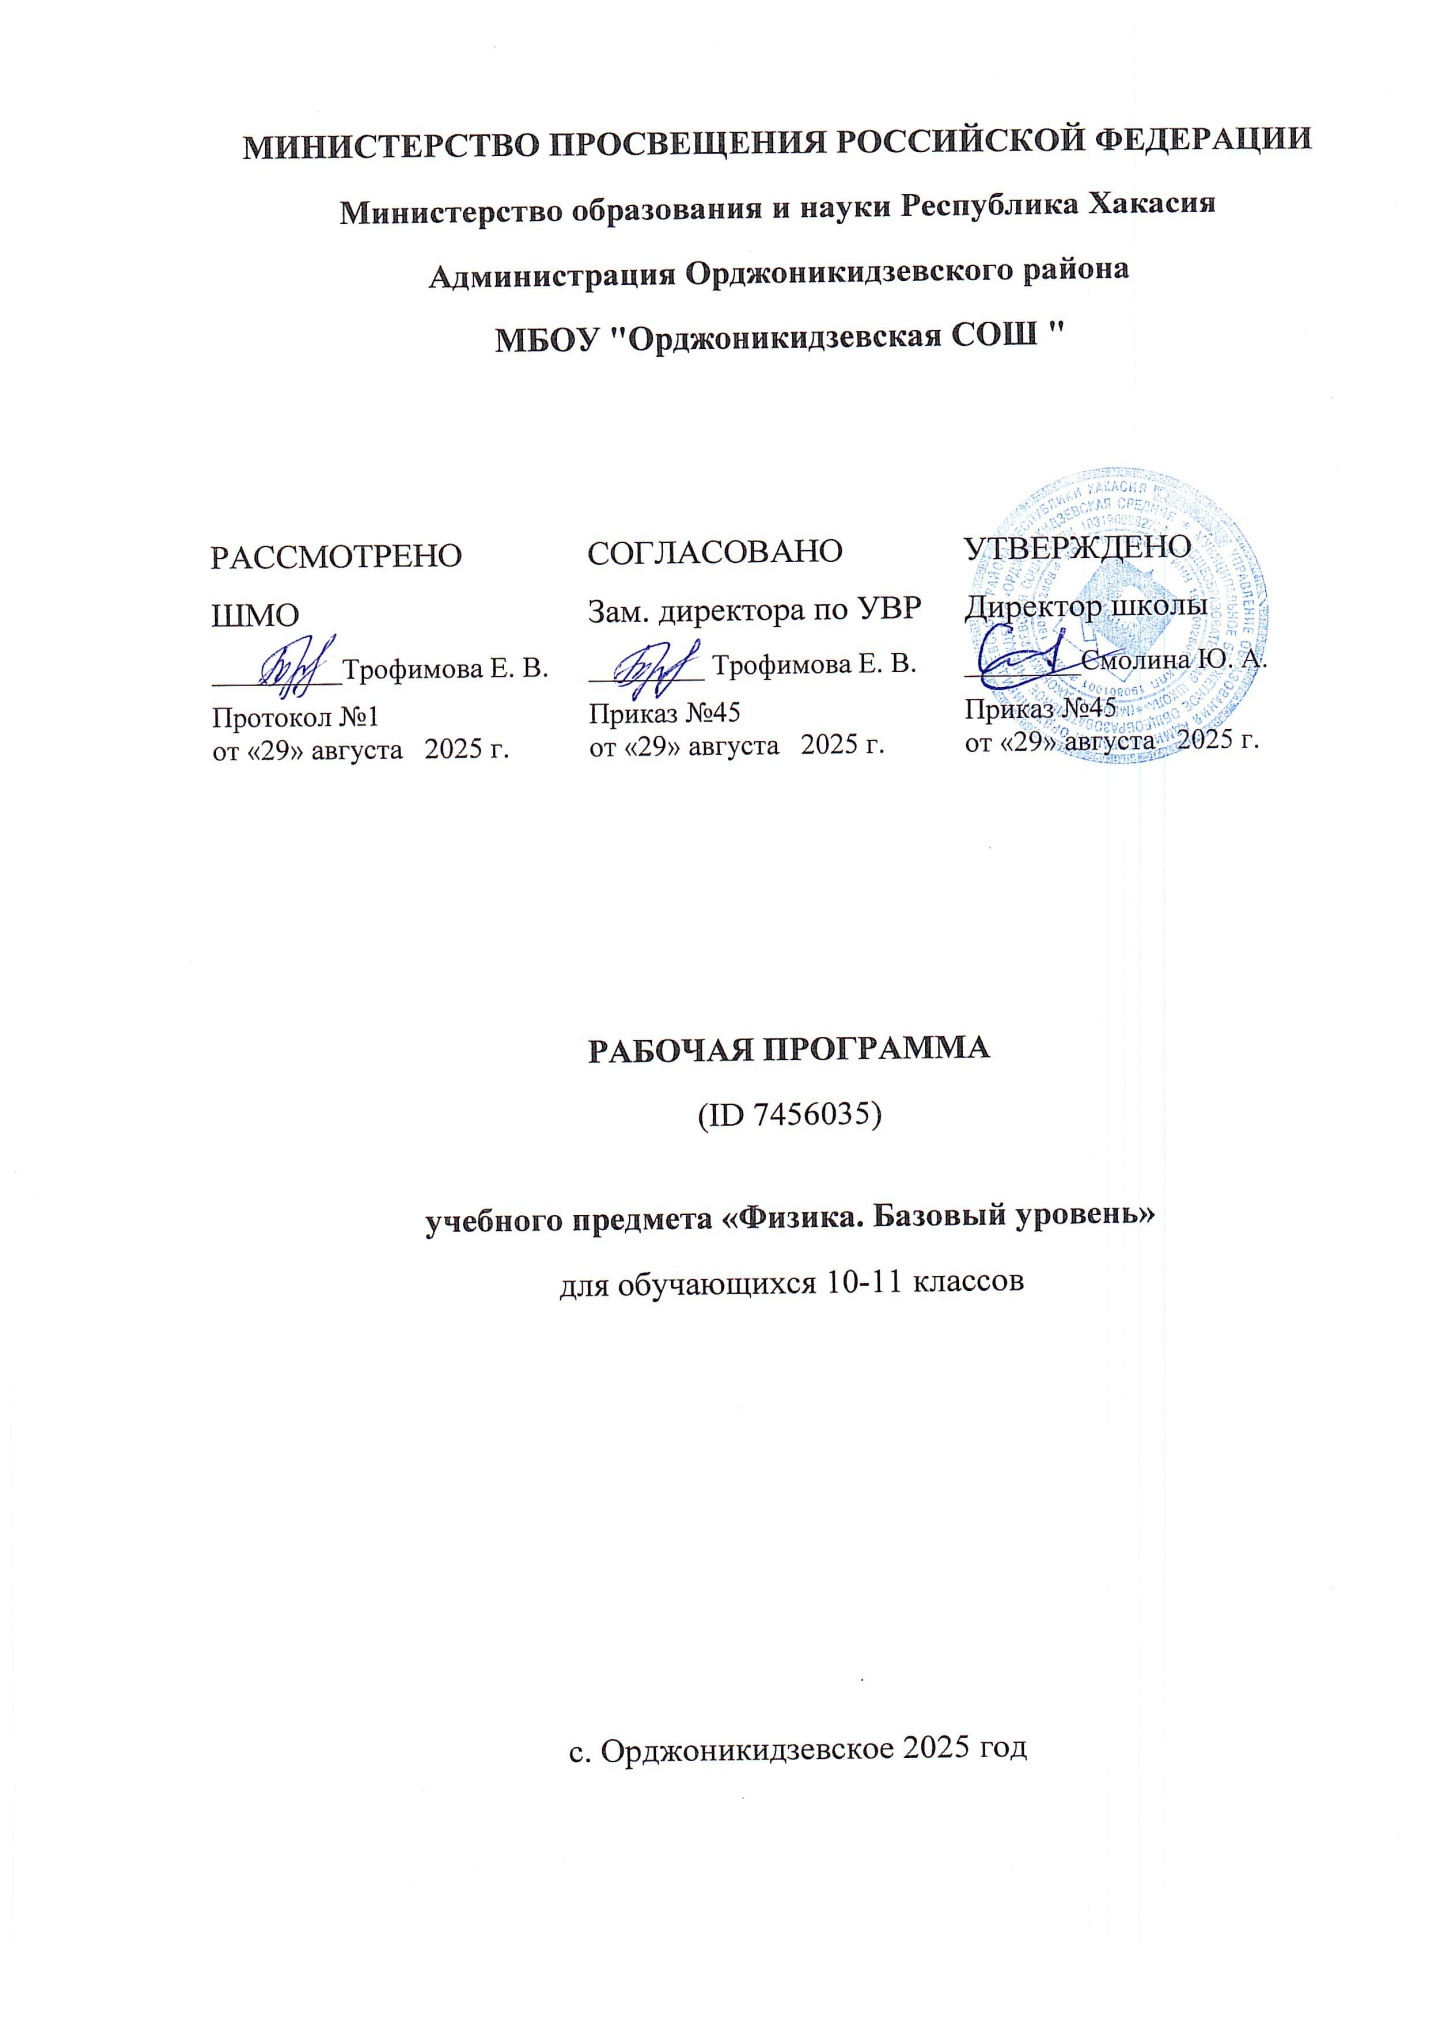 МИНИСТЕРСТВО ПРОСВЕЩЕНИЯ РОССИЙСКОЙ ФЕДЕРАЦИИ
Министерство образования и науки Республика Хакасия
Администрация Орджоникидзевского района
МБОУ "Орджоникидзевская СОШ "
РАССМОТРЕНО
ШМО
Трофимова Е. В.
Протокол №1
от «29» августа 2025 г.
СОГЛАСОВАНО
Зам. директора по УВР
Трофимова Е. В.
Приказ №45
от «29» августа 2025 г.
УТВЕРЖДЕНО
Директор школы
Смолина Ю. А.
Приказ №45
от «29» августа 2025 г.
РАБОЧАЯ ПРОГРАММА
(ID 7456035)
учебного предмета «Физика. Базовый уровень»
для обучающихся 10-11 классов
с. Орджоникидзевское 2025 год